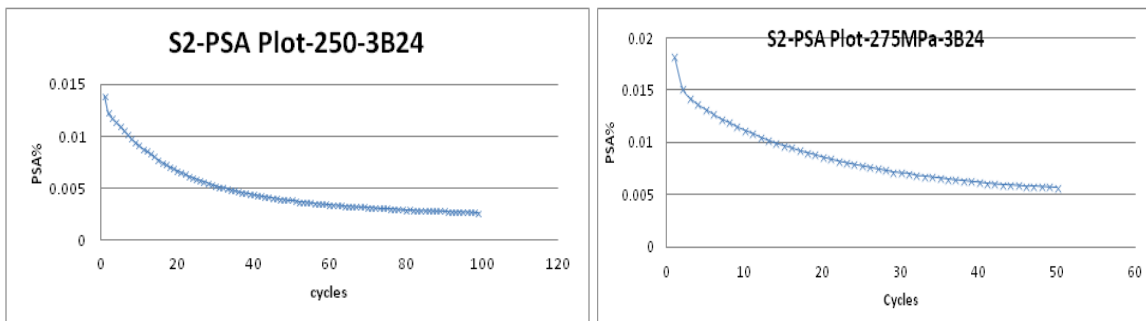 S2-PSA Plot-250-3B24
PSA%
0.015
0.01
0.005
0
0 20 40 60 80 100 120
cycles
S2-PSA Plot-275MPa-3B24
PSA%
0.02
0.015
0.01
0.005
0
0 10 20 30 40 50 60
Cycles